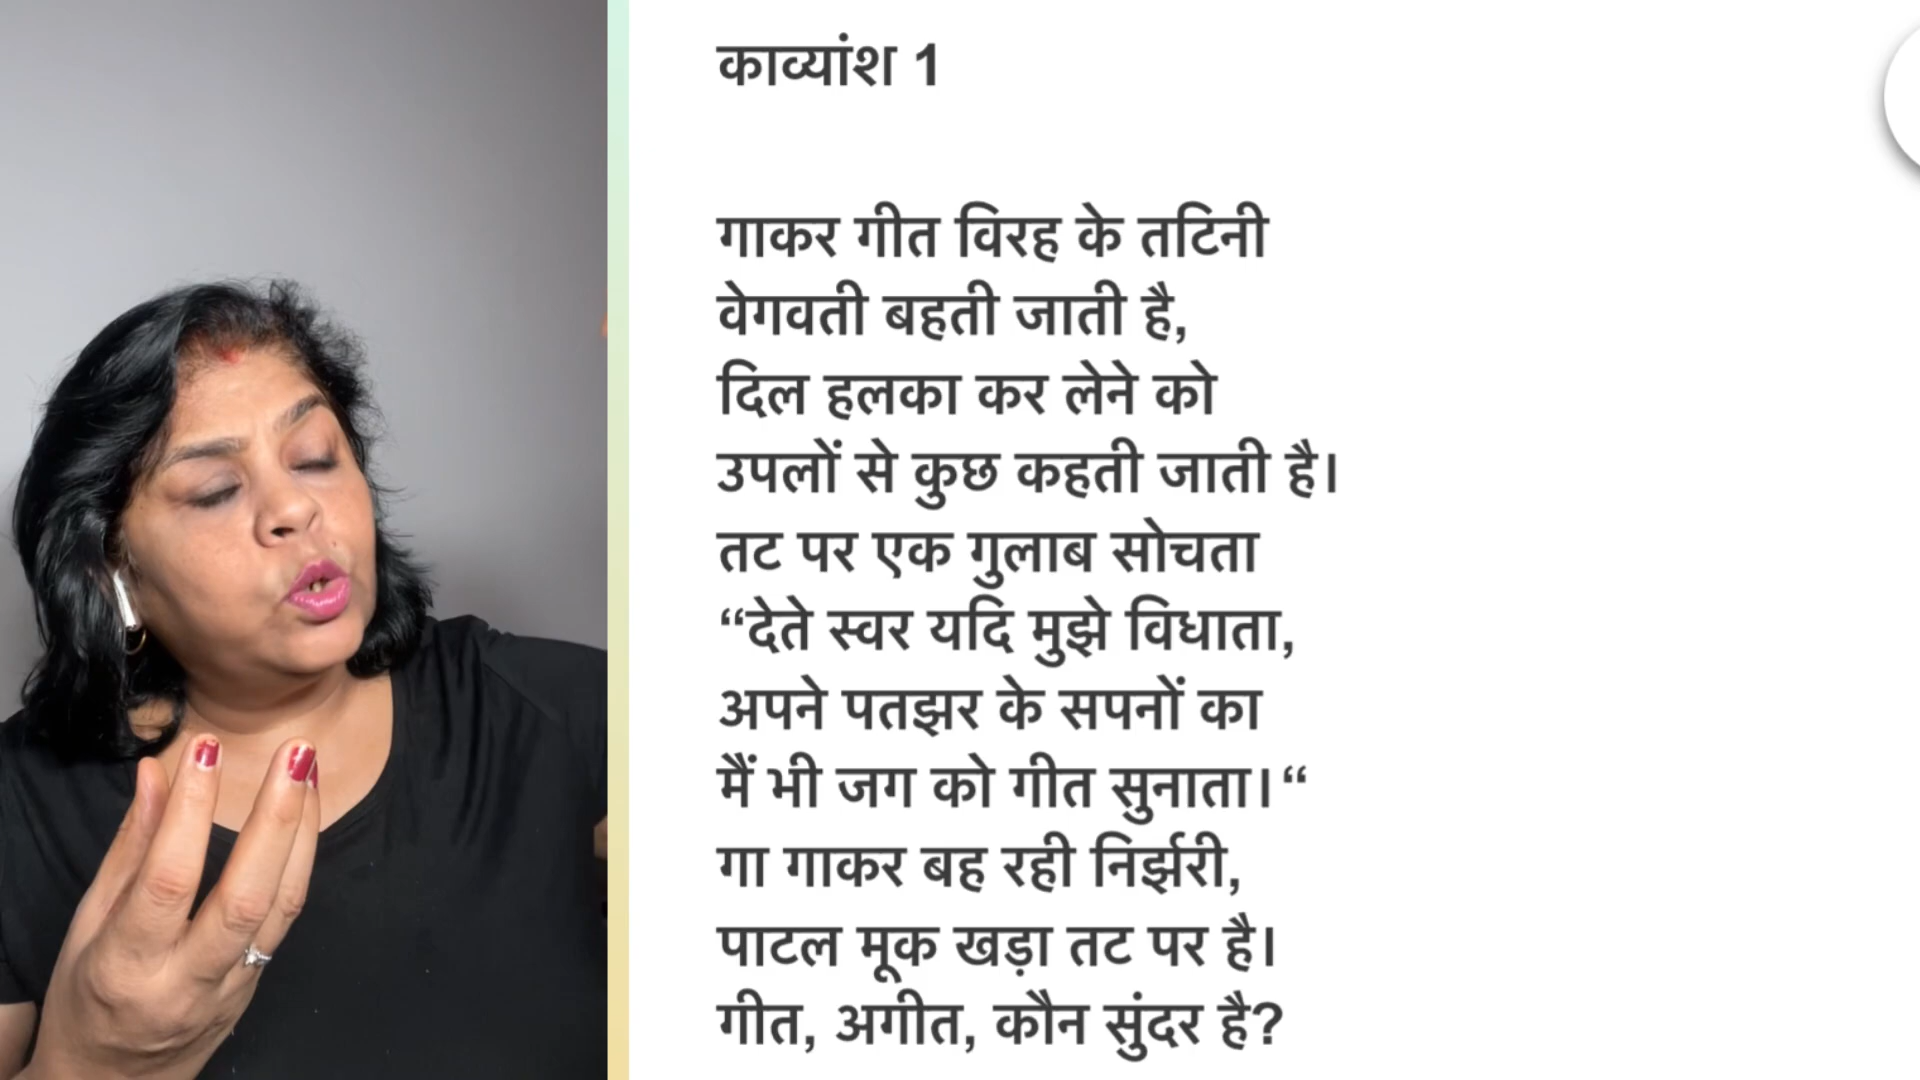 काव्यांश 1
गाकर गीत विरह के तटिनी
वेगवती बहती जाती है,
दिल हलका कर लेने को
उपलों से कुछ कहती जाती है।
तट पर एक गुलाब सोचता
“देते स्वर यदि मुझे विधाता,
अपने पतझर के सपनों का
मैं भी जग को गीत सुनाता।“
गा गाकर बह रही निर्झरी,
पाटल मूक खड़ा तट पर है।
गीत, अगीत, कौन सुंदर है?